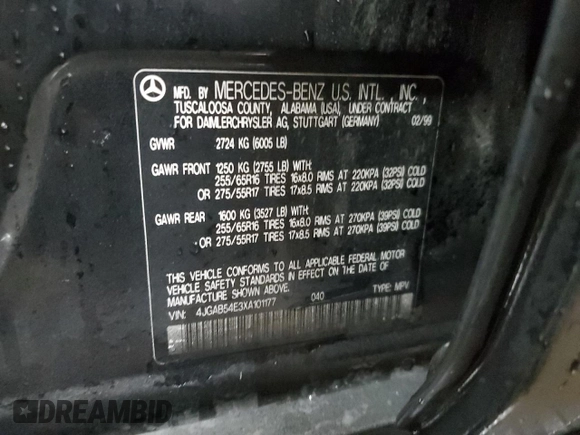 MFD. BY MERCEDES-BENZ U.S. INTL., INC.,
TUSCALOOSA COUNTY, ALABAMA (USA), UNDER CONTRACT
FOR DAIMLERCHRYSLER AG, STUTTGART (GERMANY) 02/99
GVWR 2724 KG (6005 LB)
GAWR FRONT 1250 KG (2755 LB) WITH:
255/65R16 TIRES 16x8.0 RIMS AT 220KPA (32PSI) COLD
OR 275/55R17 TIRES 17x8.5 RIMS AT 220KPA (32PSI) COLD
GAWR REAR 1600 KG (3527 LB) WITH:
255/65R16 TIRES 16x8.0 RIMS AT 270KPA (39PSI) COLD
OR 275/55R17 TIRES 17x8.5 RIMS AT 270KPA (39PSI) COLD
THIS VEHICLE CONFORMS TO ALL APPLICABLE FEDERAL MOTOR
VEHICLE SAFETY STANDARDS IN EFFECT ON THE DATE OF
MANUFACTURE SHOWN ABOVE.
VIN: 4JGAB54E3XA101177 040 TYPE: MPV
DREAMBID